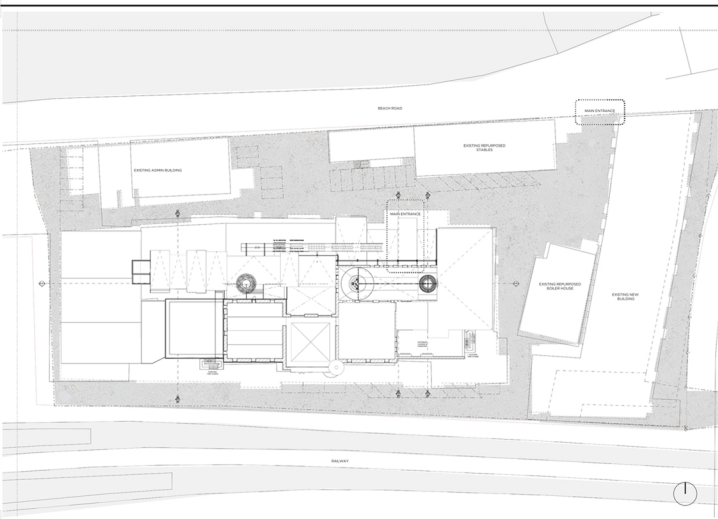 BEACH ROAD
MAIN ENTRANCE
EXISTING REPURPOSED
STABLES
EXISTING ADMIN BUILDING
MAIN ENTRANCE
EXISTING REPURPOSED
BOILER HOUSE
EXISTING NEW
BUILDING
RAILWAY